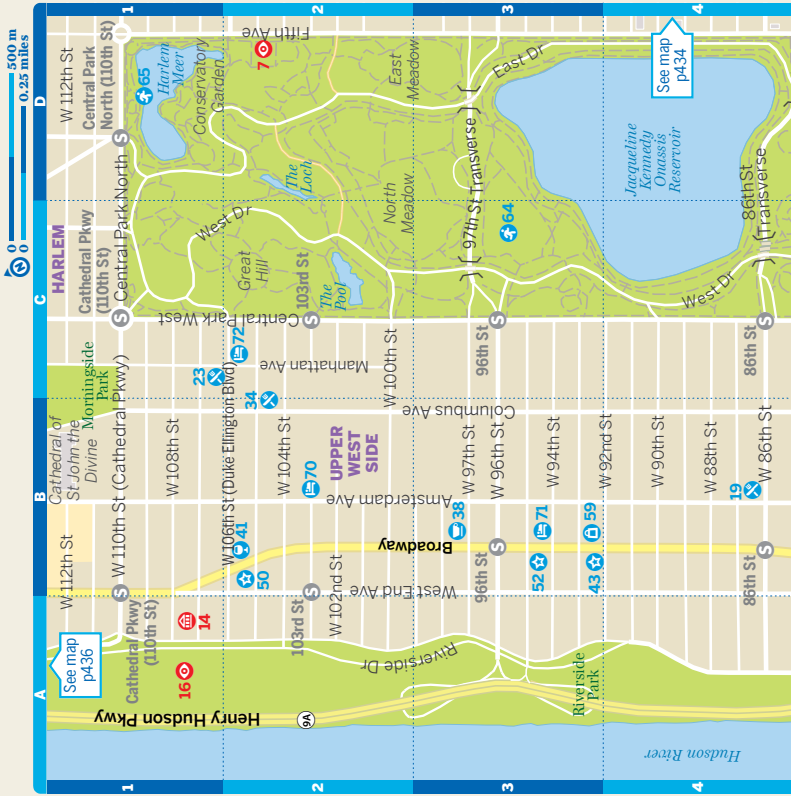 0
500 m
0
0.25 miles
N
A
B
C
D
1
2
3
4
1
2
3
4
See map
p436
See map
p434
W 112th St
Cathedral of
St John the
Divine
Morningside
Park
HARLEM
Cathedral Pkwy
(110th St)
W 112th St
Central Park
North (110th St)
W 110th St (Cathedral Pkwy)
Central Park North
S
S
S
Cathedral Pkwy
(110th St)
16
14
W 108th St
W106th St (Duke Ellington Blvd)
50
41
23
34
72
65
Harlem
Meer
Conservatory
Garden
7
Fifth Ave
West Dr
Great
Hill
The
Loch
The
Pool
103rd St
S
Central Park West
Manhattan Ave
W 104th St
70
UPPER
WEST
SIDE
103rd St
S
W 102nd St
W 100th St
Henry Hudson Pkwy
9A
Riverside Dr
West End Ave
Broadway
Amsterdam Ave
Columbus Ave
North
Meadow
East
Meadow
East Dr
97th St Transverse
64
W 97th St
38
W 96th St
96th St
S
96th St
S
52
71
W 94th St
43
59
W 92nd St
Riverside
Park
Hudson River
W 90th St
W 88th St
19
W 86th St
86th St
S
86th St
S
West Dr
Jacqueline
Kennedy
Onassis
Reservoir
86th St
Transverse